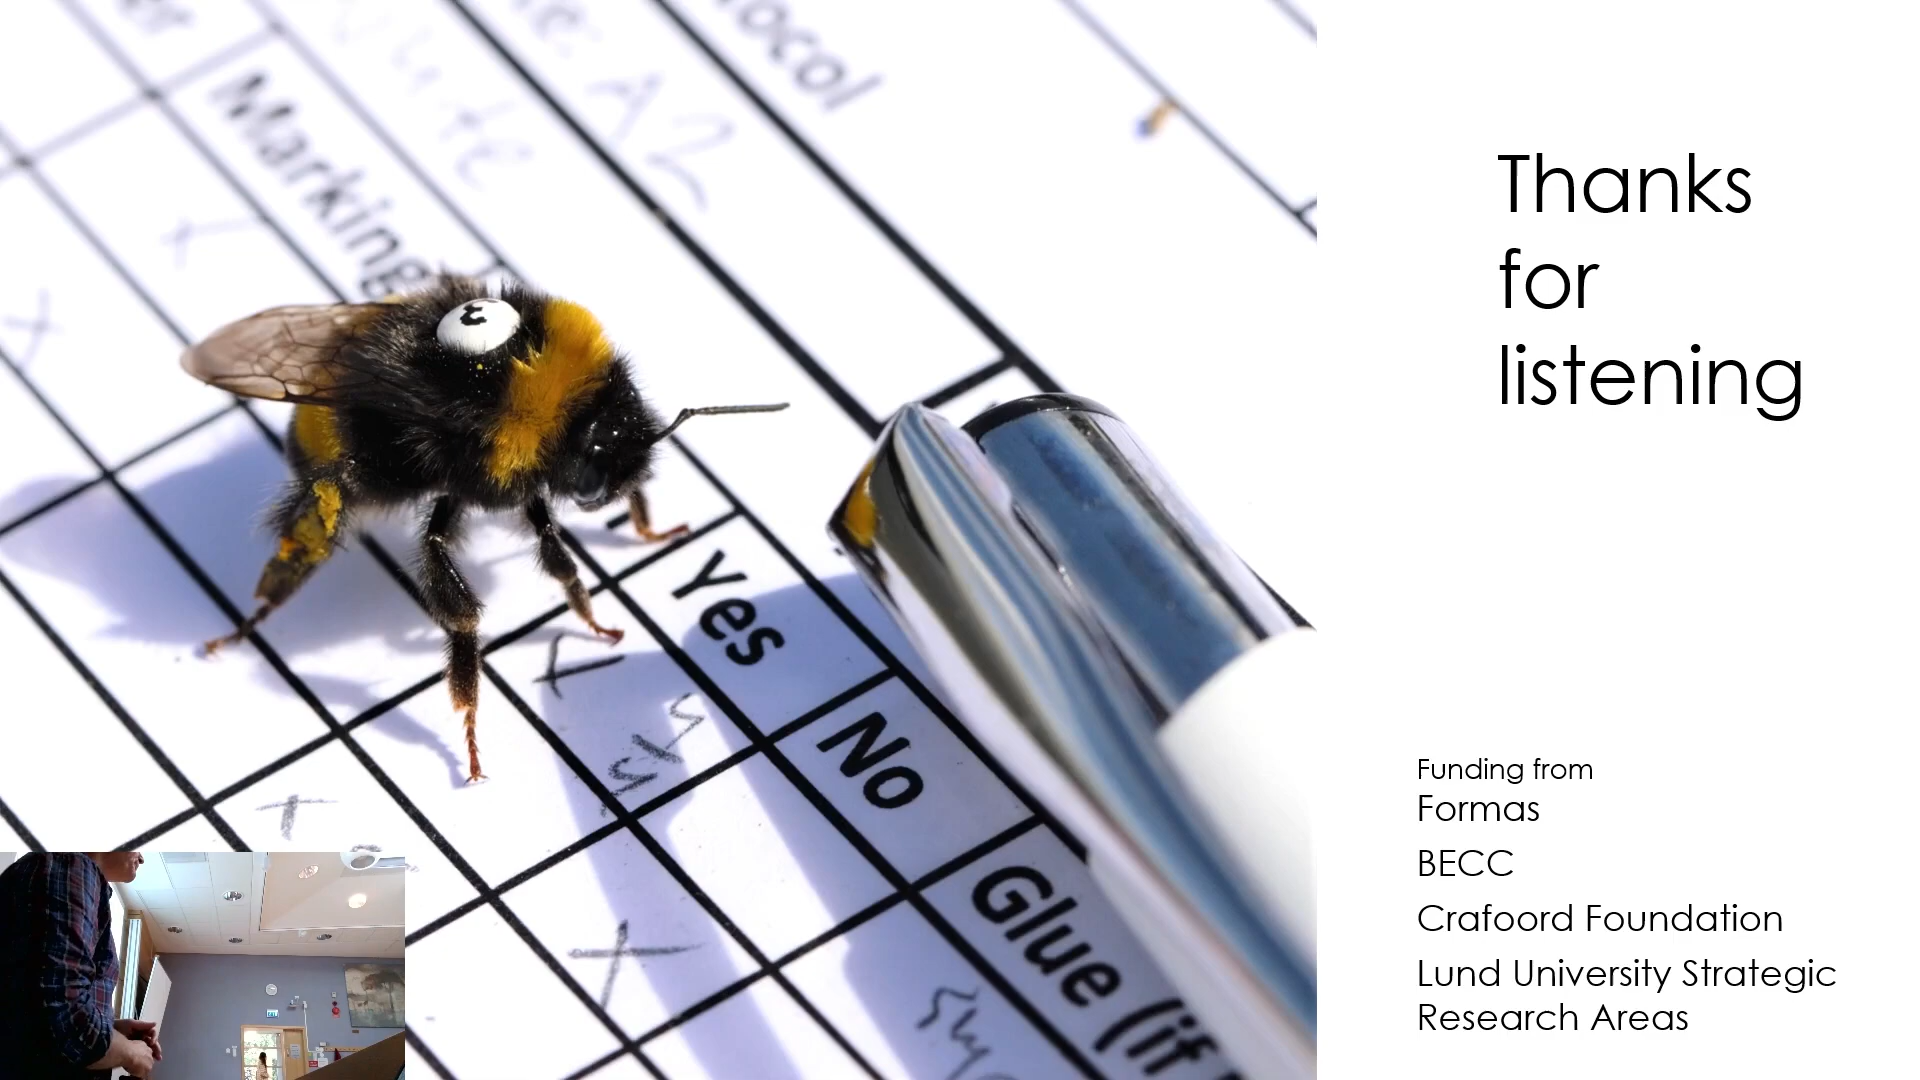 Marking
A2
Yes
No
Glue (if
Thanks
for
listening
Funding from
Formas
BECC
Crafoord Foundation
Lund University Strategic
Research Areas